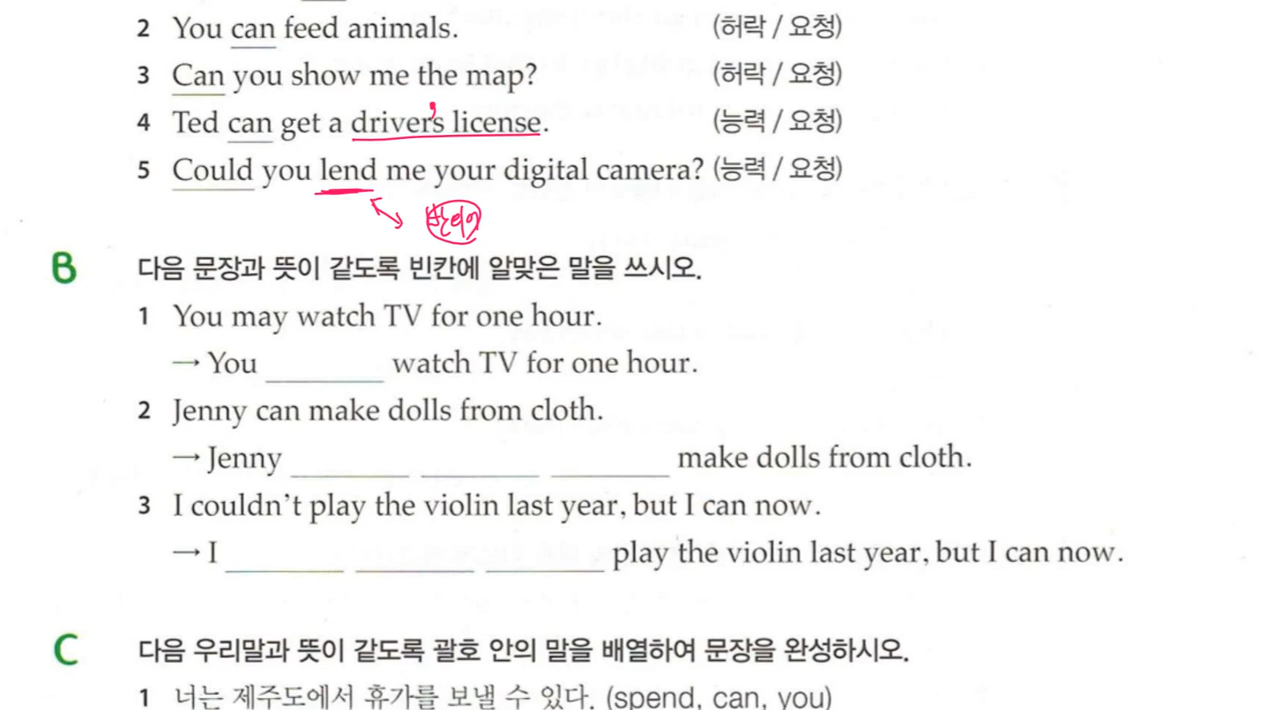 2 You can feed animals. (허락 / 요청)
3 Can you show me the map? (허락 / 요청)
4 Ted can get a driver's license. (능력 / 요청)
5 Could you lend me your digital camera? (능력 / 요청)
반의어
B 다음 문장과 뜻이 같도록 빈칸에 알맞은 말을 쓰시오.
1 You may watch TV for one hour.
→ You ________ watch TV for one hour.
2 Jenny can make dolls from cloth.
→ Jenny ________ ________ ________ make dolls from cloth.
3 I couldn't play the violin last year, but I can now.
→ I ________ ________ ________ play the violin last year, but I can now.
C 다음 우리말과 뜻이 같도록 괄호 안의 말을 배열하여 문장을 완성하시오.
1 너는 제주도에서 휴가를 보낼 수 있다. (spend, can, you)